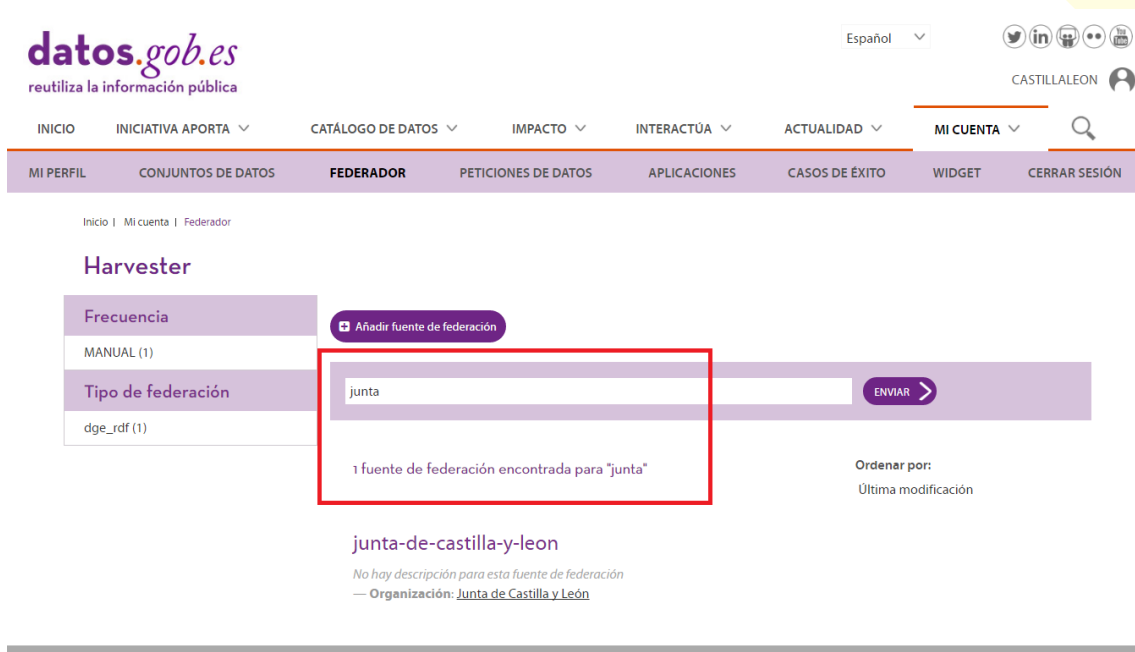 datos.gob.es
reutiliza la información pública
Español
You Tube
CASTILLALEON
INICIO INICIATIVA APORTA CATÁLOGO DE DATOS IMPACTO INTERACTÚA ACTUALIDAD MI CUENTA
MI PERFIL CONJUNTOS DE DATOS FEDERADOR PETICIONES DE DATOS APLICACIONES CASOS DE ÉXITO WIDGET CERRAR SESIÓN
Inicio | Mi cuenta | Federador
Harvester
Frecuencia
MANUAL (1)
Tipo de federación
dge_rdf (1)
Añadir fuente de federación
junta
ENVIAR
1 fuente de federación encontrada para "junta"
Ordenar por:
Última modificación
junta-de-castilla-y-leon
No hay descripción para esta fuente de federación
— Organización: Junta de Castilla y León